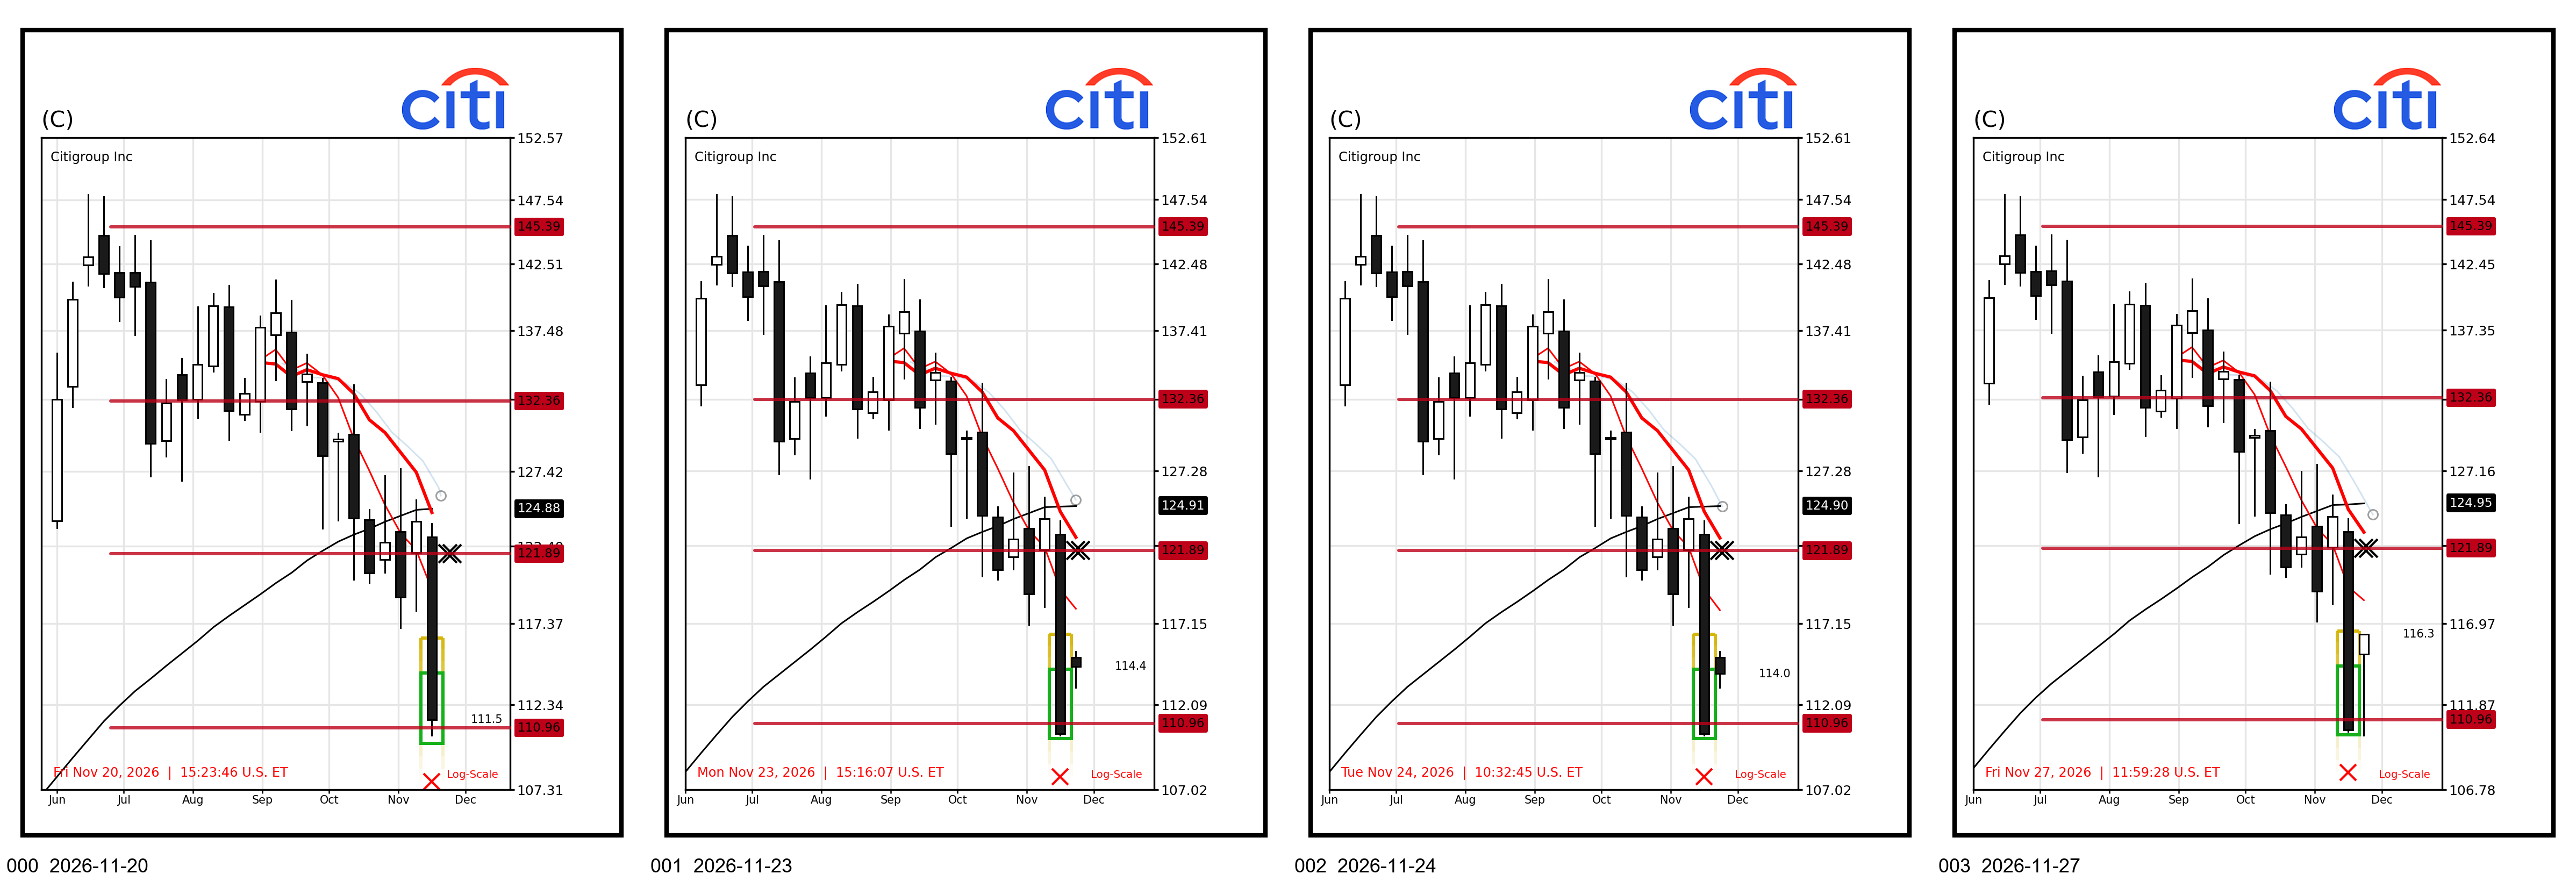 citi
(C)
Citigroup Inc
152.57
147.54
145.39
142.51
137.48
132.36
127.42
124.88
121.89
117.37
112.34
111.5
110.96
107.31
Fri Nov 20, 2026 | 15:23:46 U.S. ET
Log-Scale
Jun Jul Aug Sep Oct Nov Dec
000 2026-11-20
citi
(C)
Citigroup Inc
152.61
147.54
145.39
142.48
137.41
132.36
127.28
124.91
121.89
117.15
114.4
112.09
110.96
107.02
Mon Nov 23, 2026 | 15:16:07 U.S. ET
Log-Scale
Jun Jul Aug Sep Oct Nov Dec
001 2026-11-23
citi
(C)
Citigroup Inc
152.61
147.54
145.39
142.48
137.41
132.36
127.28
124.90
121.89
117.15
114.0
112.09
110.96
107.02
Tue Nov 24, 2026 | 10:32:45 U.S. ET
Log-Scale
Jun Jul Aug Sep Oct Nov Dec
002 2026-11-24
citi
(C)
Citigroup Inc
152.64
147.54
145.39
142.45
137.35
132.36
127.16
124.95
121.89
116.97
116.3
111.87
110.96
106.78
Fri Nov 27, 2026 | 11:59:28 U.S. ET
Log-Scale
Jun Jul Aug Sep Oct Nov Dec
003 2026-11-27